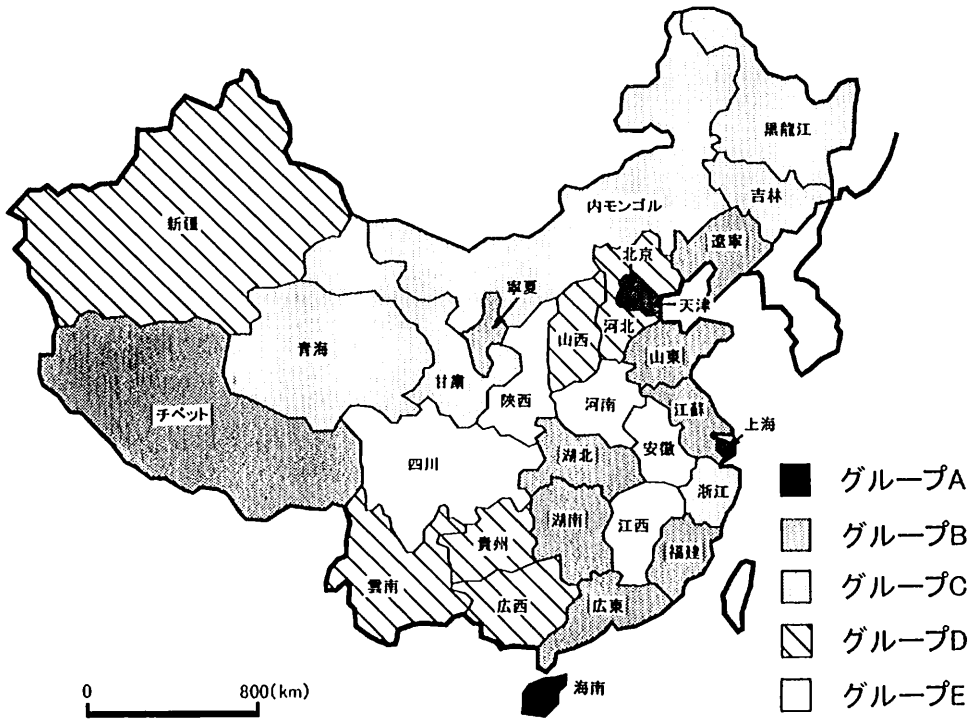 黒龍江
内モンゴル
吉林
遼寧
新疆
北京
寧夏
天津
河北
山西
青海
山東
甘粛
陝西
河南
江蘇
チベット
上海
安徽
四川
湖北
浙江
湖南
江西
貴州
福建
雲南
広西
広東
海南
グループA
グループB
グループC
グループD
グループE
0 800(km)